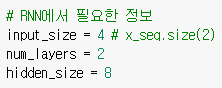 # RNN에서 필요한 정보
input_size = 4 # x_seq.size(2)
num_layers = 2
hidden_size = 8